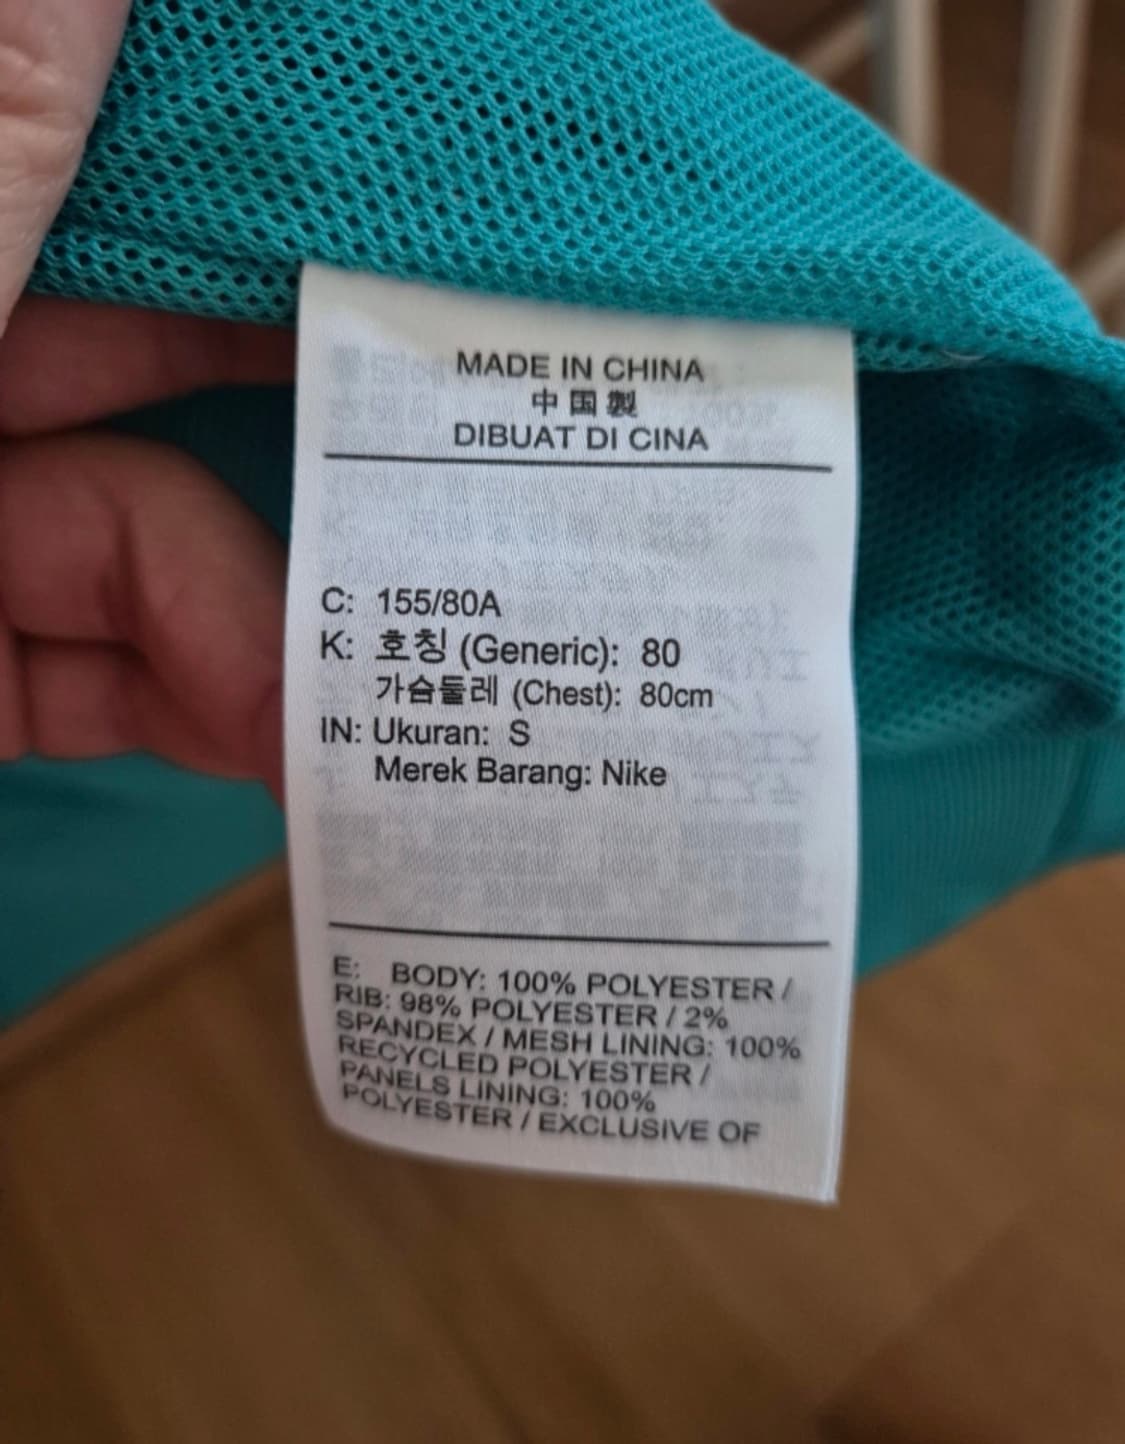 MADE IN CHINA
中国製
DIBUAT DI CINA
C: 155/80A
K: 호칭 (Generic): 80
가슴둘레 (Chest): 80cm
IN: Ukuran: S
Merek Barang: Nike
E: BODY: 100% POLYESTER /
RIB: 98% POLYESTER / 2%
SPANDEX / MESH LINING: 100%
RECYCLED POLYESTER /
PANELS LINING: 100%
POLYESTER / EXCLUSIVE OF